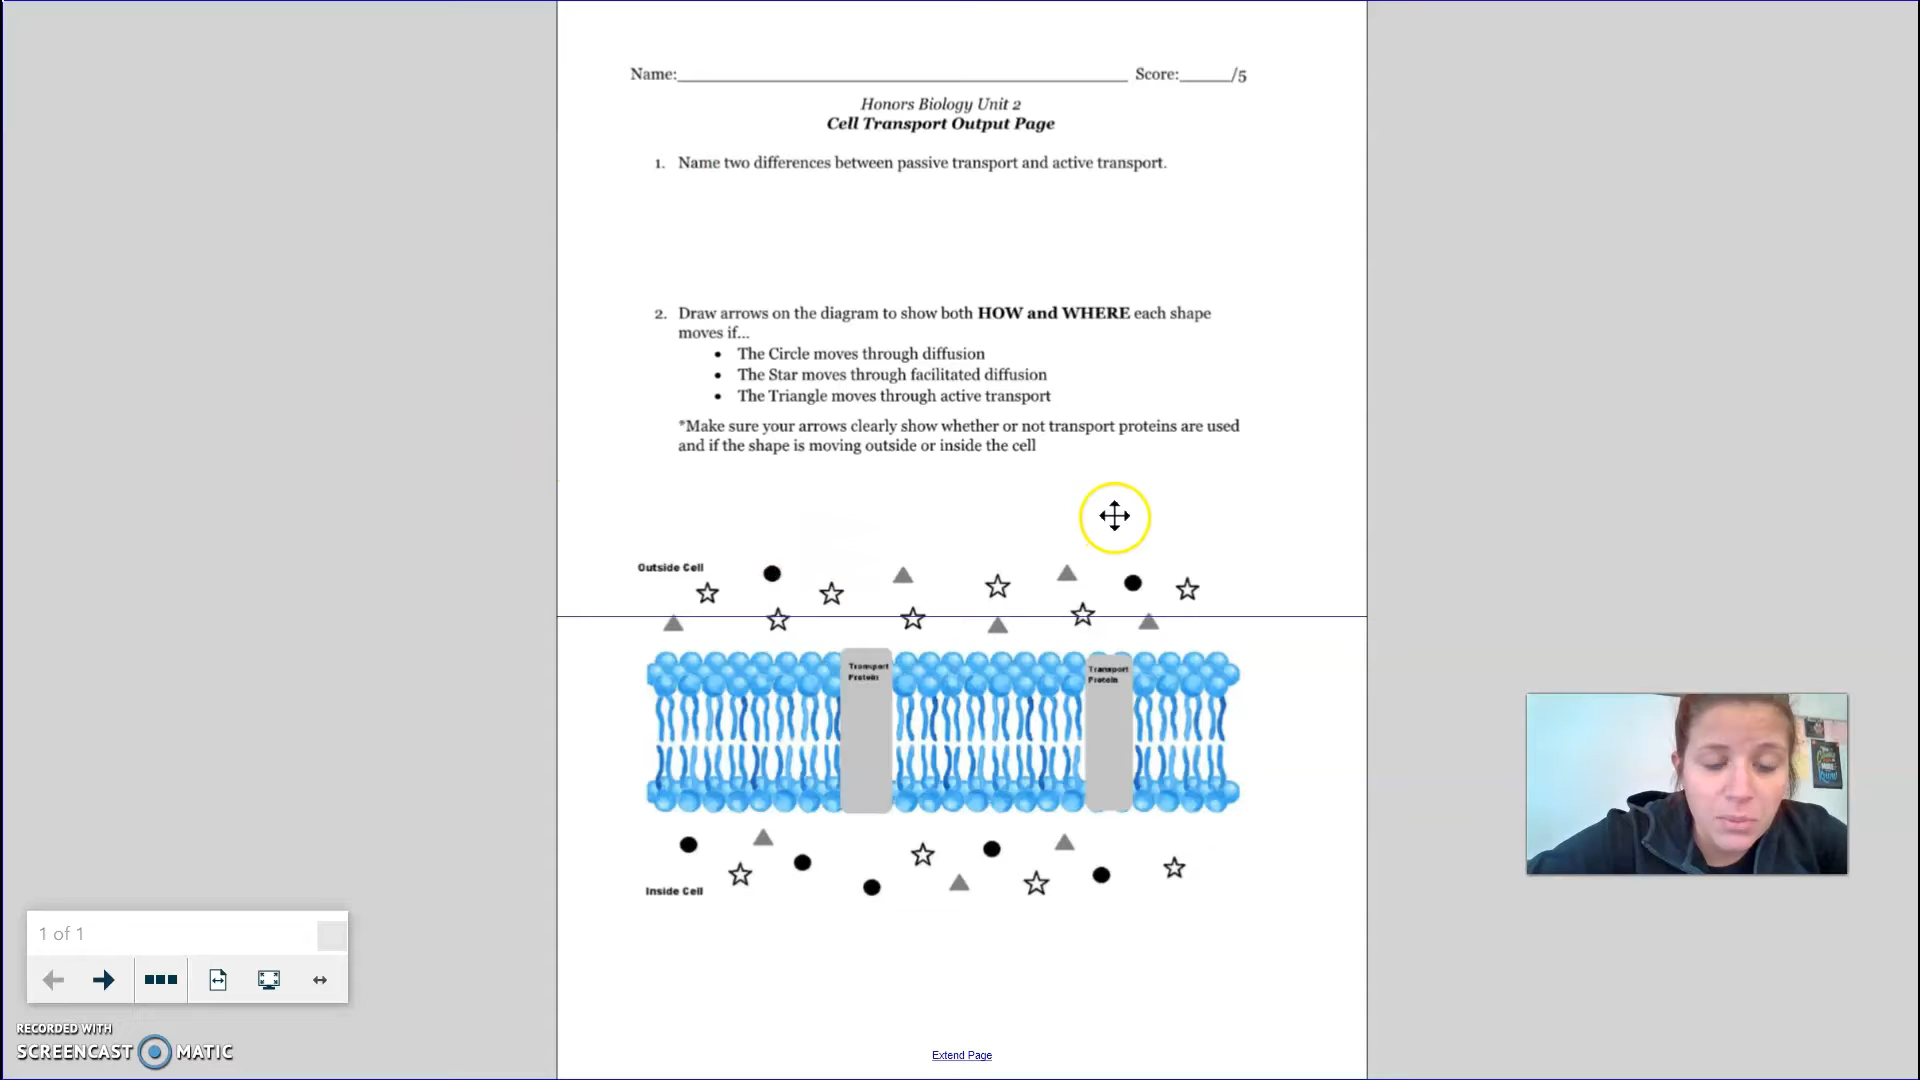 Name:_____________________ Score:______/5
Honors Biology Unit 2
Cell Transport Output Page
1. Name two differences between passive transport and active transport.
2. Draw arrows on the diagram to show both HOW and WHERE each shape
moves if...
• The Circle moves through diffusion
• The Star moves through facilitated diffusion
• The Triangle moves through active transport
*Make sure your arrows clearly show whether or not transport proteins are used
and if the shape is moving outside or inside the cell
Outside Cell
Transport
Protein
Transport
Protein
Inside Cell
1 of 1
RECORDED WITH
SCREENCAST MATIC
Extend Page